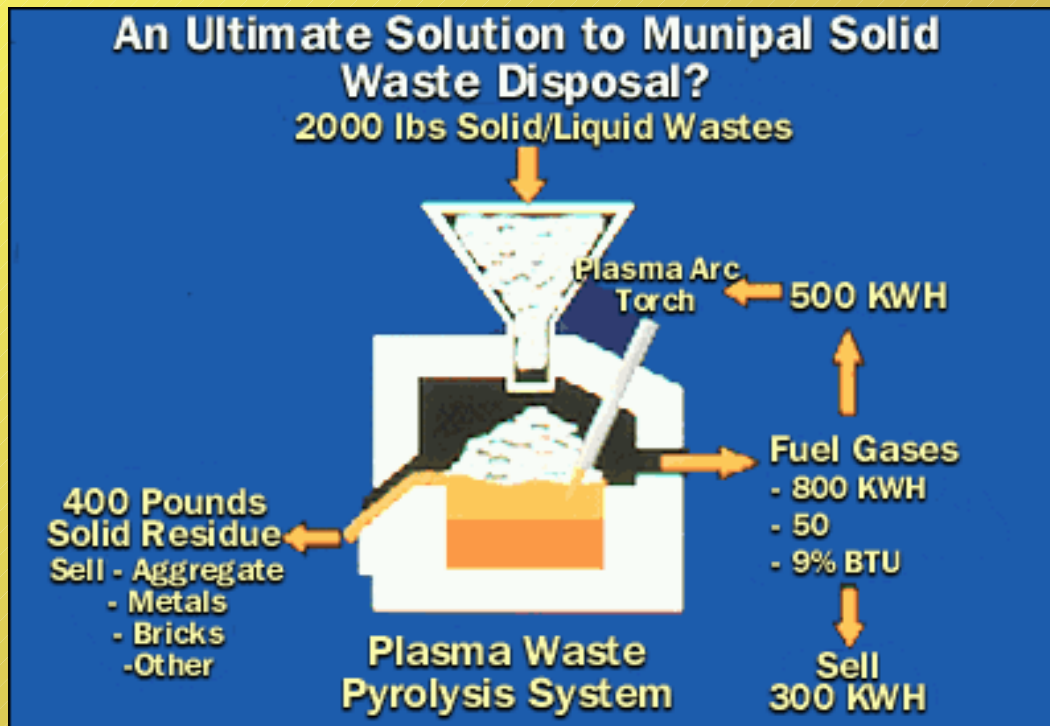 An Ultimate Solution to Munipal Solid
Waste Disposal?
2000 lbs Solid/Liquid Wastes
Plasma Arc
Torch
500 KWH
Fuel Gases
- 800 KWH
- 50
- 9% BTU
Sell
300 KWH
400 Pounds
Solid Residue
Sell - Aggregate
- Metals
- Bricks
-Other
Plasma Waste
Pyrolysis System